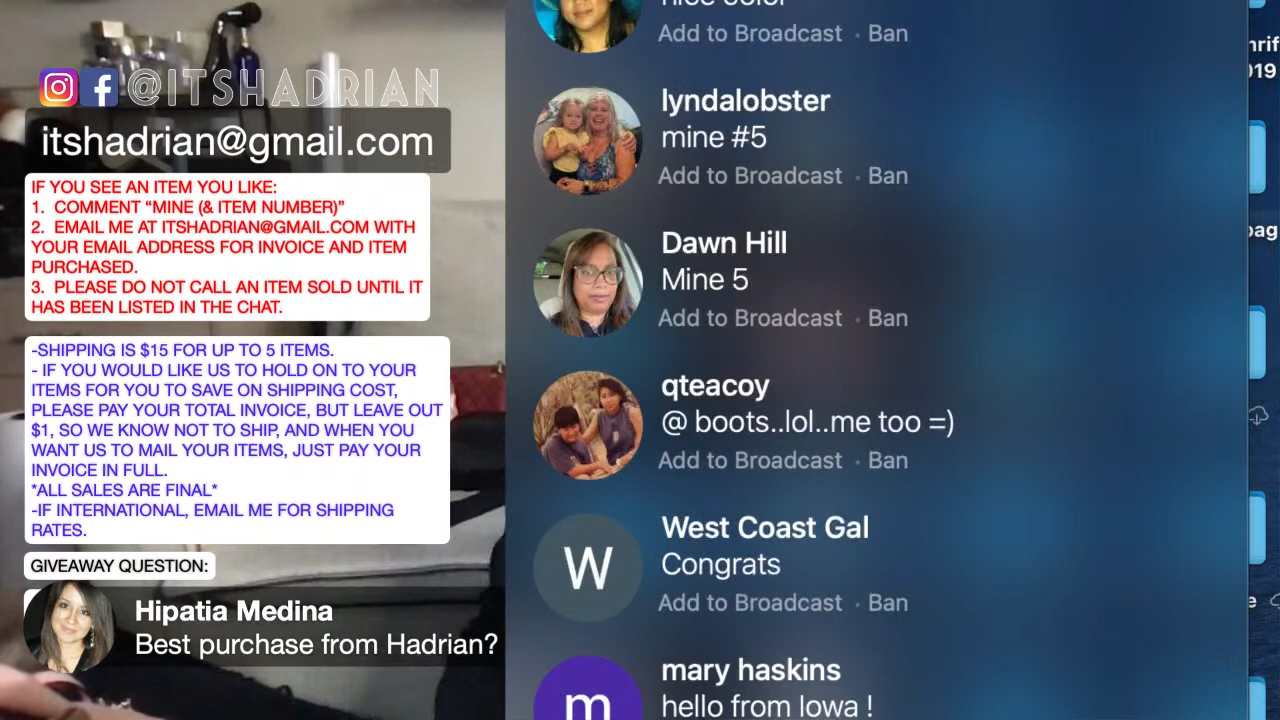 @ITSHADRIAN
itshadrian@gmail.com
IF YOU SEE AN ITEM YOU LIKE:
1. COMMENT “MINE (& ITEM NUMBER)”
2. EMAIL ME AT ITSHADRIAN@GMAIL.COM WITH
YOUR EMAIL ADDRESS FOR INVOICE AND ITEM
PURCHASED.
3. PLEASE DO NOT CALL AN ITEM SOLD UNTIL IT
HAS BEEN LISTED IN THE CHAT.
-SHIPPING IS $15 FOR UP TO 5 ITEMS.
- IF YOU WOULD LIKE US TO HOLD ON TO YOUR
ITEMS FOR YOU TO SAVE ON SHIPPING COST,
PLEASE PAY YOUR TOTAL INVOICE, BUT LEAVE OUT
$1, SO WE KNOW NOT TO SHIP, AND WHEN YOU
WANT US TO MAIL YOUR ITEMS, JUST PAY YOUR
INVOICE IN FULL.
*ALL SALES ARE FINAL*
-IF INTERNATIONAL, EMAIL ME FOR SHIPPING
RATES.
GIVEAWAY QUESTION:
Hipatia Medina
Best purchase from Hadrian?
nice color
Add to Broadcast · Ban
lyndalobster
mine #5
Add to Broadcast · Ban
Dawn Hill
Mine 5
Add to Broadcast · Ban
qteacoy
@ boots..lol..me too =)
Add to Broadcast · Ban
W
West Coast Gal
Congrats
Add to Broadcast · Ban
m
mary haskins
hello from Iowa !